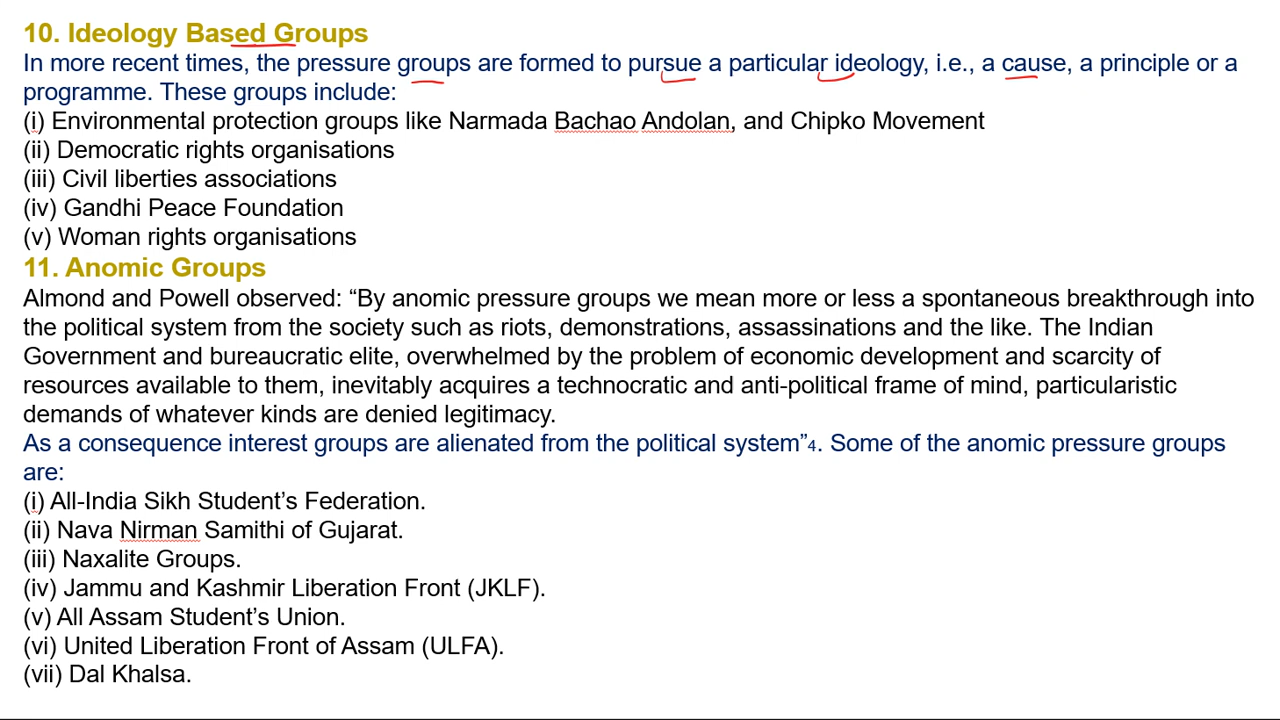 10. Ideology Based Groups
In more recent times, the pressure groups are formed to pursue a particular ideology, i.e., a cause, a principle or a
programme. These groups include:
(i) Environmental protection groups like Narmada Bachao Andolan, and Chipko Movement
(ii) Democratic rights organisations
(iii) Civil liberties associations
(iv) Gandhi Peace Foundation
(v) Woman rights organisations
11. Anomic Groups
Almond and Powell observed: “By anomic pressure groups we mean more or less a spontaneous breakthrough into
the political system from the society such as riots, demonstrations, assassinations and the like. The Indian
Government and bureaucratic elite, overwhelmed by the problem of economic development and scarcity of
resources available to them, inevitably acquires a technocratic and anti-political frame of mind, particularistic
demands of whatever kinds are denied legitimacy.
As a consequence interest groups are alienated from the political system”4. Some of the anomic pressure groups
are:
(i) All-India Sikh Student’s Federation.
(ii) Nava Nirman Samithi of Gujarat.
(iii) Naxalite Groups.
(iv) Jammu and Kashmir Liberation Front (JKLF).
(v) All Assam Student’s Union.
(vi) United Liberation Front of Assam (ULFA).
(vii) Dal Khalsa.